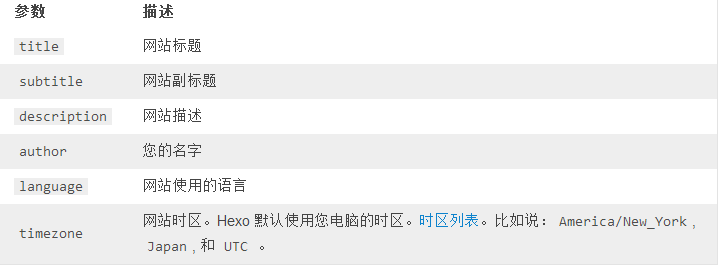 参数 描述
title 网站标题
subtitle 网站副标题
description 网站描述
author 您的名字
language 网站使用的语言
timezone 网站时区。Hexo 默认使用您电脑的时区。时区列表。比如说： America/New_York ,
Japan , 和 UTC 。